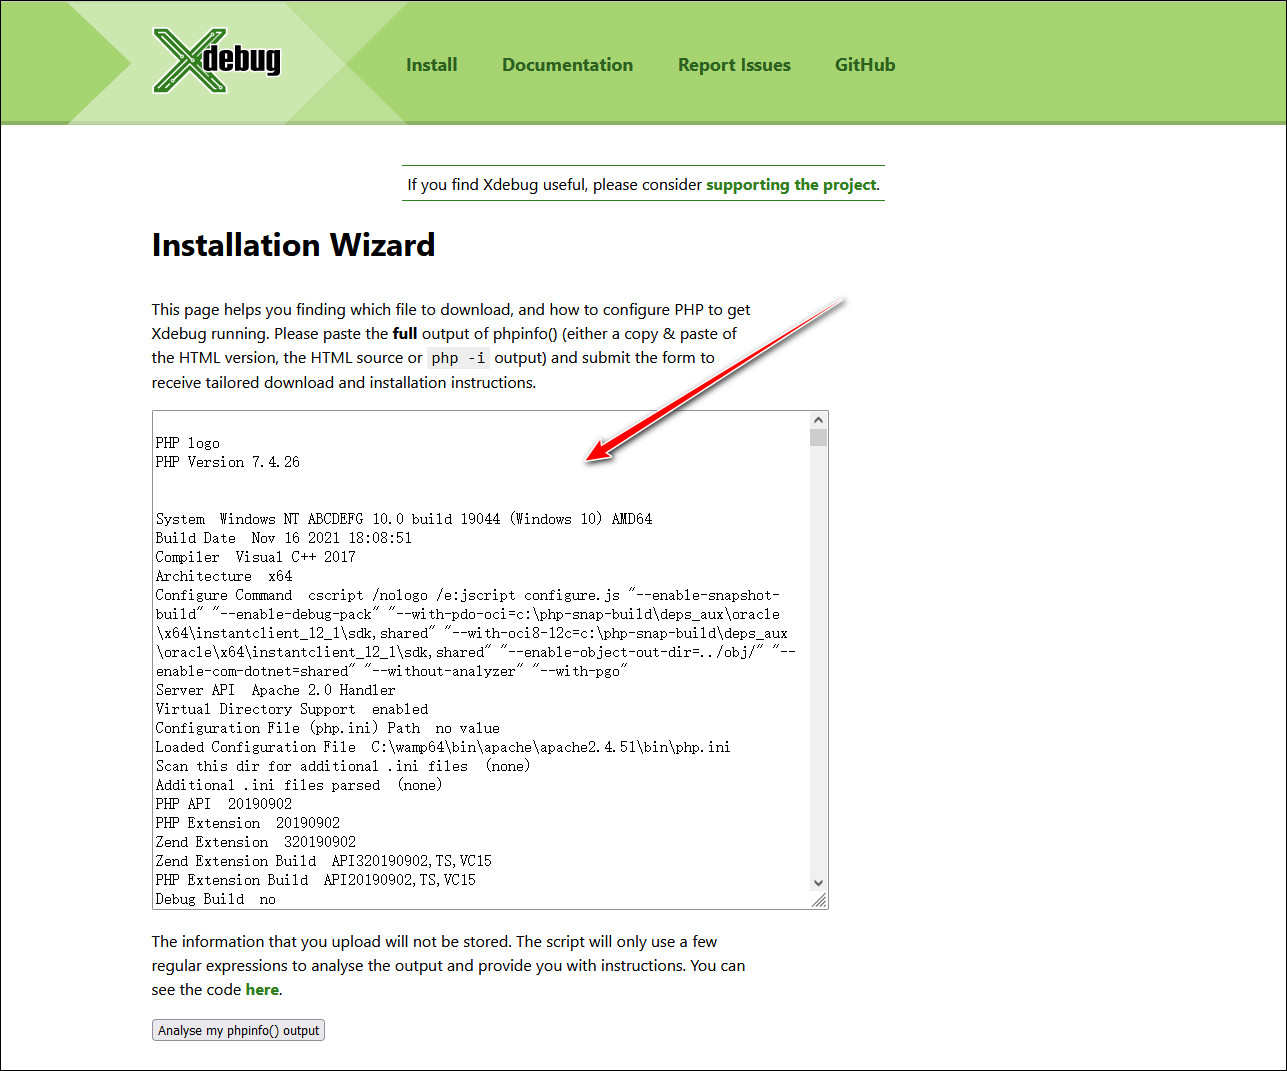 Xdebug
Install
Documentation
Report Issues
GitHub
If you find Xdebug useful, please consider supporting the project.
Installation Wizard
This page helps you finding which file to download, and how to configure PHP to get
Xdebug running. Please paste the full output of phpinfo() (either a copy & paste of
the HTML version, the HTML source or php -i output) and submit the form to
receive tailored download and installation instructions.
PHP logo
PHP Version 7.4.26
System  Windows NT ABCDEFG 10.0 build 19044 (Windows 10) AMD64
Build Date  Nov 16 2021 18:08:51
Compiler  Visual C++ 2017
Architecture  x64
Configure Command  cscript /nologo /e:jscript configure.js "--enable-snapshot-
build" "--enable-debug-pack" "--with-pdo-oci=c:\php-snap-build\deps_aux\oracle
\x64\instantclient_12_1\sdk,shared" "--with-oci8-12c=c:\php-snap-build\deps_aux
\oracle\x64\instantclient_12_1\sdk,shared" "--enable-object-out-dir=../obj/" "--
enable-com-dotnet=shared" "--without-analyzer" "--with-pgo"
Server API  Apache 2.0 Handler
Virtual Directory Support  enabled
Configuration File (php.ini) Path  no value
Loaded Configuration File  C:\wamp64\bin\apache\apache2.4.51\bin\php.ini
Scan this dir for additional .ini files  (none)
Additional .ini files parsed  (none)
PHP API  20190902
PHP Extension  20190902
Zend Extension  320190902
Zend Extension Build  API320190902,TS,VC15
PHP Extension Build  API20190902,TS,VC15
Debug Build  no
The information that you upload will not be stored. The script will only use a few
regular expressions to analyse the output and provide you with instructions. You can
see the code here.
Analyse my phpinfo() output